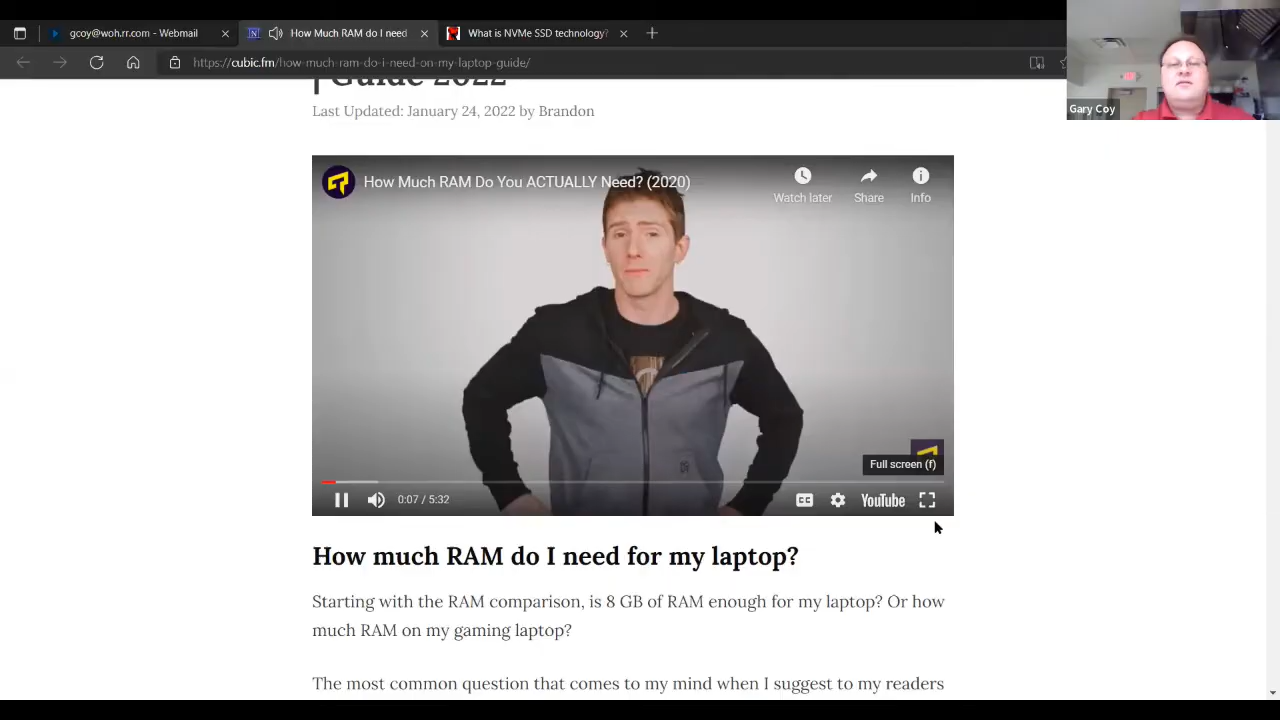 gcoy@woh.rr.com - Webmail
How Much RAM do I need
What is NVMe SSD technology?
https://cubic.fm/how-much-ram-do-i-need-on-my-laptop-guide/
Gary Coy
| Guide 2022
Last Updated: January 24, 2022 by Brandon
How Much RAM Do You ACTUALLY Need? (2020)
Watch later
Share
Info
Full screen (f)
0:07 / 5:32
CC
YouTube
How much RAM do I need for my laptop?
Starting with the RAM comparison, is 8 GB of RAM enough for my laptop? Or how
much RAM on my gaming laptop?
The most common question that comes to my mind when I suggest to my readers